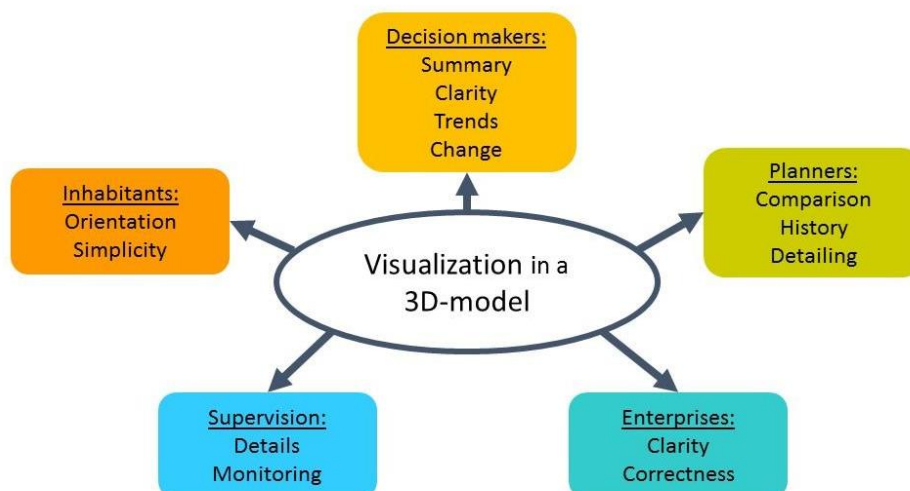 Decision makers:
Summary
Clarity
Trends
Change
Inhabitants:
Orientation
Simplicity
Planners:
Comparison
History
Detailing
Visualization in a
3D-model
Supervision:
Details
Monitoring
Enterprises:
Clarity
Correctness